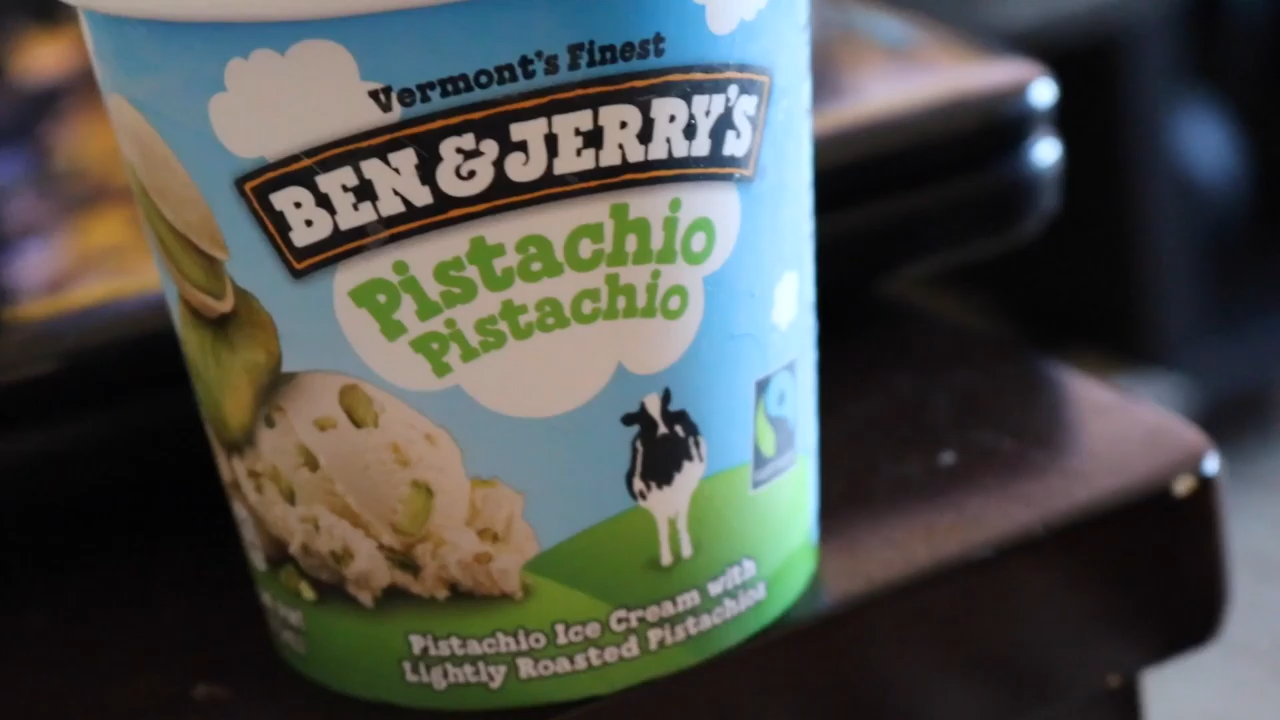 Vermont's Finest
BEN & JERRY'S
Pistachio
Pistachio
Pistachio Ice Cream with
Lightly Roasted Pistachios